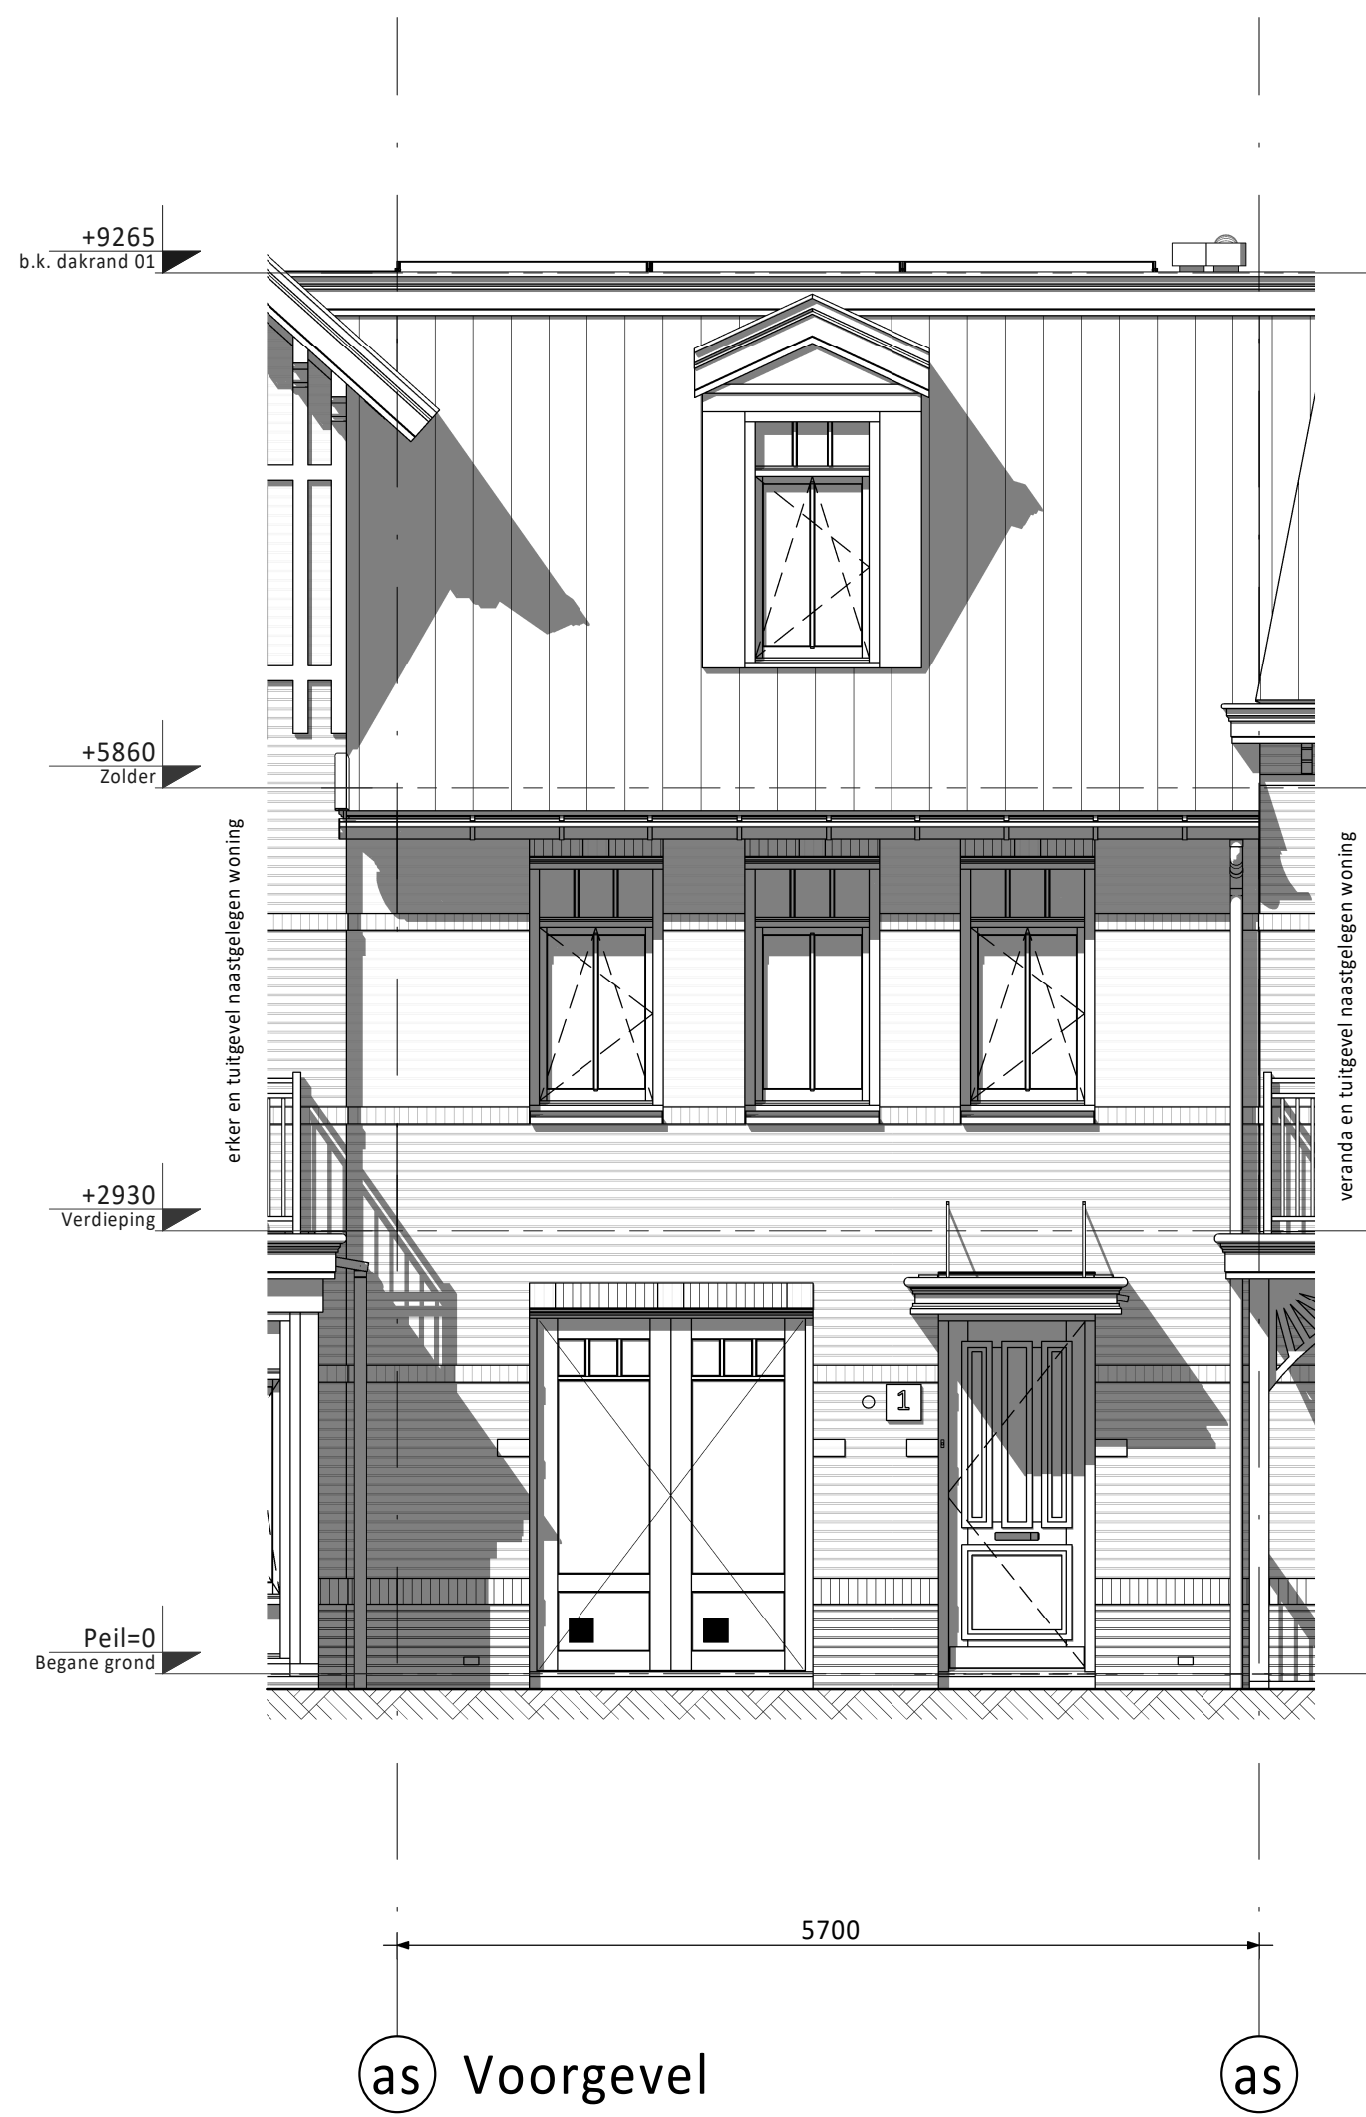 +9265
b.k. dakrand 01
+5860
Zolder
erker en tuitgevel naastgelegen woning
veranda en tuitgevel naastgelegen woning
+2930
Verdieping
1
Peil=0
Begane grond
5700
as
Voorgevel
as